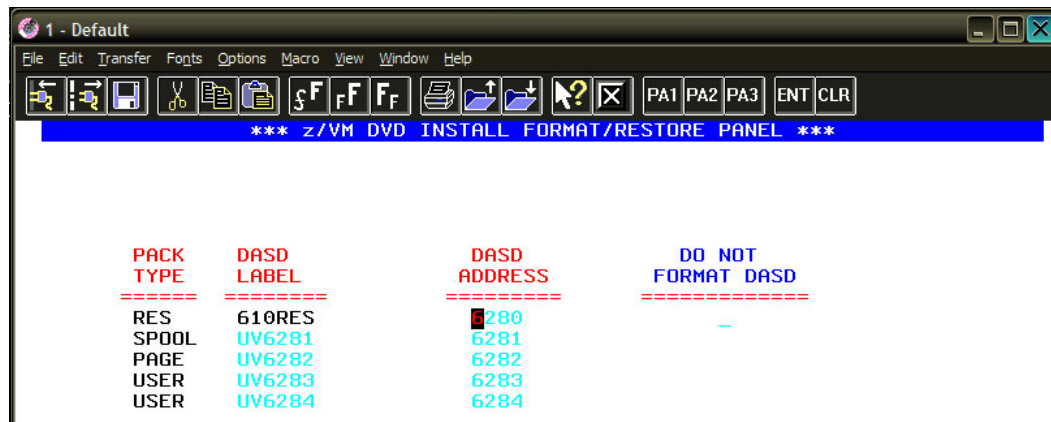 1 - Default
File Edit Transfer Fonts Options Macro View Window Help
PA1 PA2 PA3 ENT CLR
*** z/VM DVD INSTALL FORMAT/RESTORE PANEL ***
PACK DASD DASD DO NOT
TYPE LABEL ADDRESS FORMAT DASD
====== ======== ========= =============
RES 610RES 6280 _
SPOOL UV6281 6281
PAGE UV6282 6282
USER UV6283 6283
USER UV6284 6284